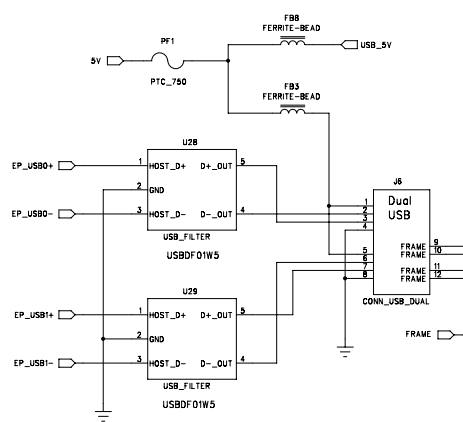 FB8
FERRITE-BEAD
PF1
USB_5V
5V
PTC_750
FB3
FERRITE-BEAD
U28
EP_USB0+ 1 HOST_D+ D+_OUT 5
2 GND
EP_USB0- 3 HOST_D- D-_OUT 4
USB_FILTER
USBDF01W5
J6
1 Dual
2 USB
3
4
5 FRAME 9
6 FRAME 10
7 FRAME 11
8 FRAME 12
CONN_USB_DUAL
U29
EP_USB1+ 1 HOST_D+ D+_OUT 5
2 GND
EP_USB1- 3 HOST_D- D-_OUT 4
USB_FILTER
USBDF01W5
FRAME